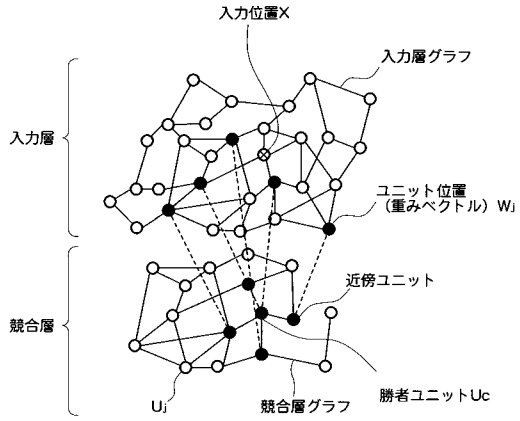 入力位置X
入力層グラフ
入力層
ユニット位置
(重みベクトル) Wj
近傍ユニット
競合層
勝者ユニットUc
Uj
競合層グラフ